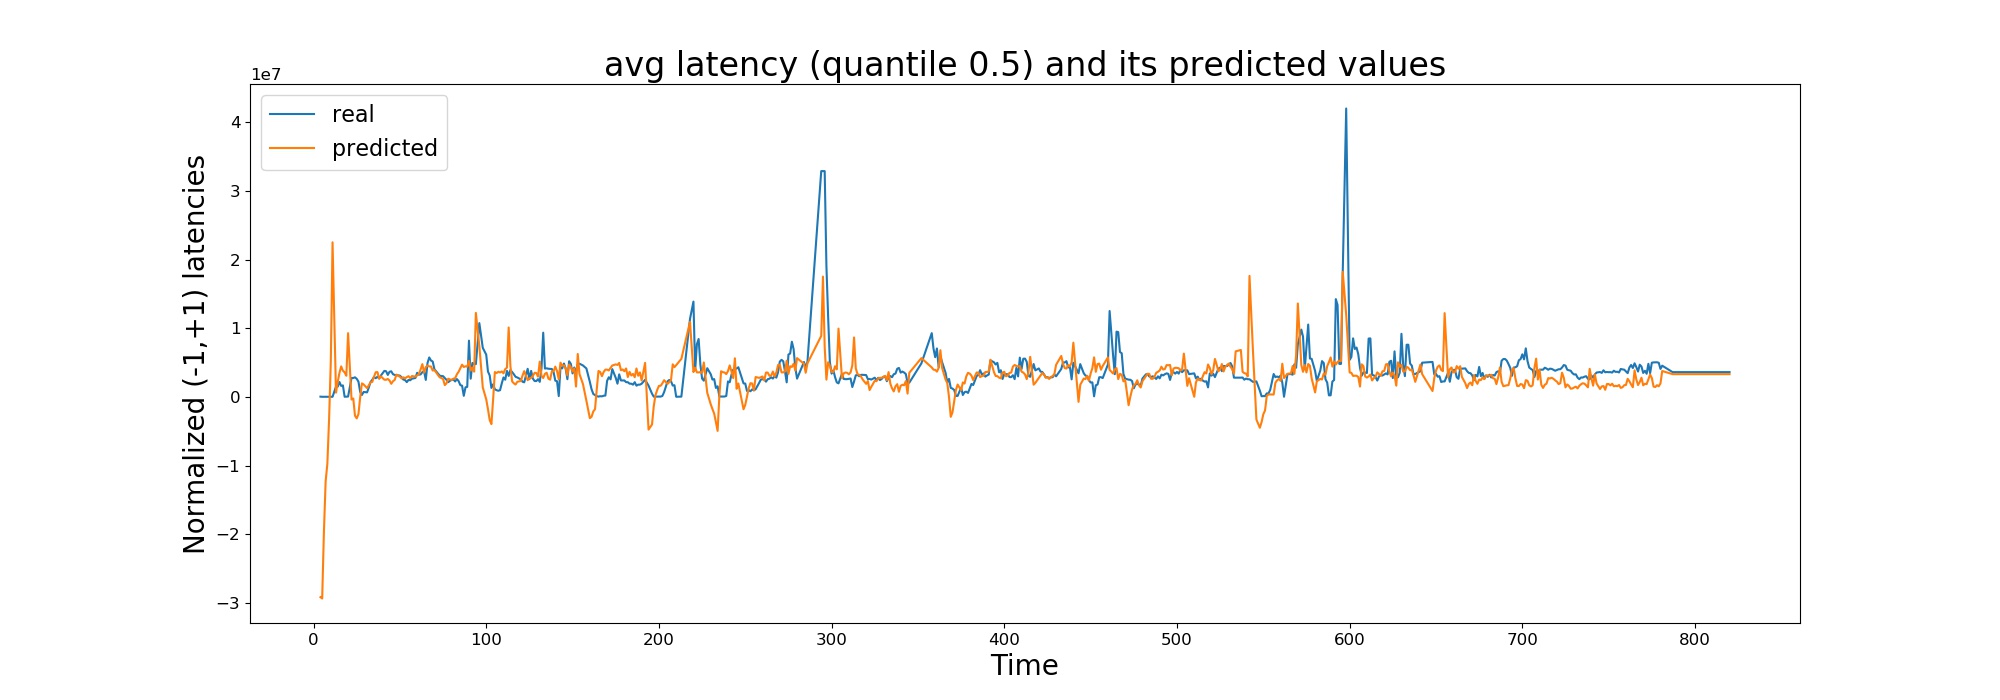 avg latency (quantile 0.5) and its predicted values
1e7
real
predicted
Normalized (-1,+1) latencies
4
3
2
1
0
−1
−2
−3
0 100 200 300 400 500 600 700 800
Time